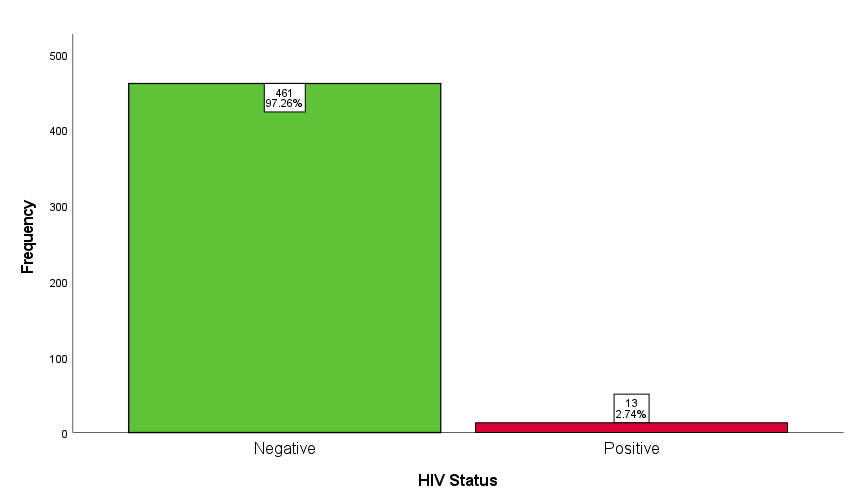 500
400
300
200
100
0
Frequency
461
97.26%
13
2.74%
Negative
Positive
HIV Status